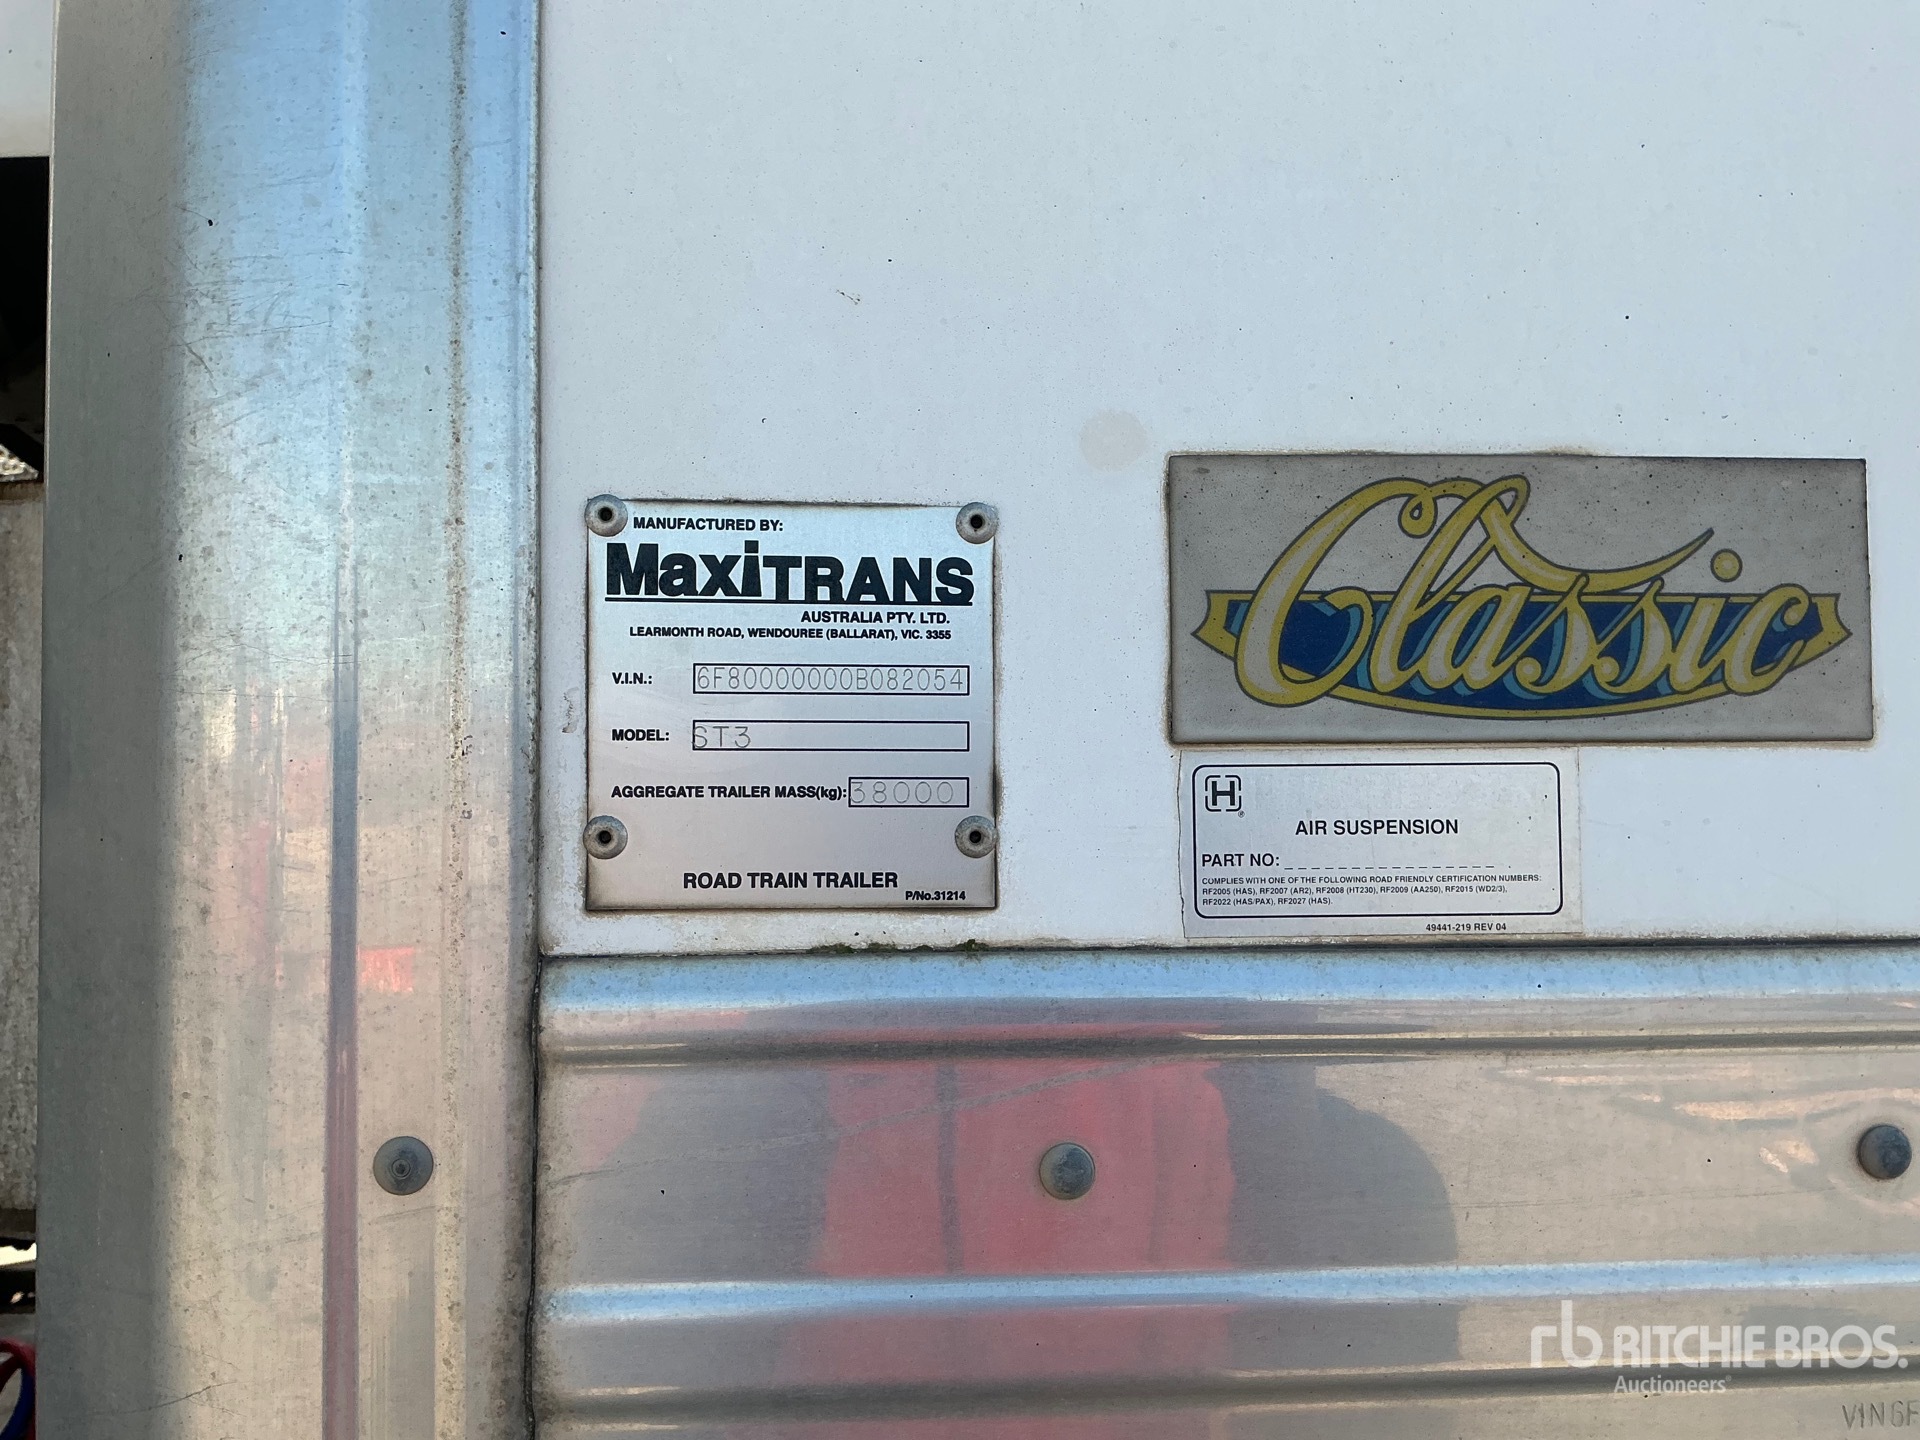 MANUFACTURED BY:
MaxiTRANS
AUSTRALIA PTY. LTD.
LEARMONTH ROAD, WENDOUREE (BALLARAT), VIC. 3355
V.I.N.: 6F80000000B082054
MODEL: ST3
AGGREGATE TRAILER MASS(kg): 38000
ROAD TRAIN TRAILER
P/No.31214
Classic
H
AIR SUSPENSION
PART NO: _ _ _ _ _ _ _ _ _ _ _ _ _ _ _ _ .
COMPLIES WITH ONE OF THE FOLLOWING ROAD FRIENDLY CERTIFICATION NUMBERS:
RF2005 (HAS), RF2007 (AR2), RF2008 (HT230), RF2009 (AA250), RF2015 (WD2/3),
RF2022 (HAS/PAX), RF2027 (HAS).
49441-219 REV 04
rb RITCHIE BROS.
Auctioneers
VIN 6F